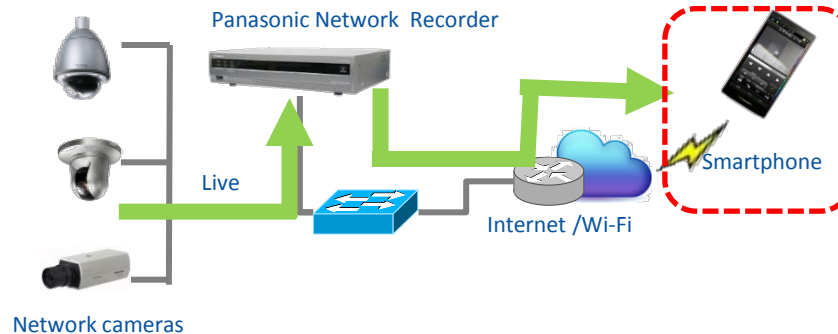 Panasonic Network Recorder
Live
Smartphone
Internet /Wi-Fi
Network cameras